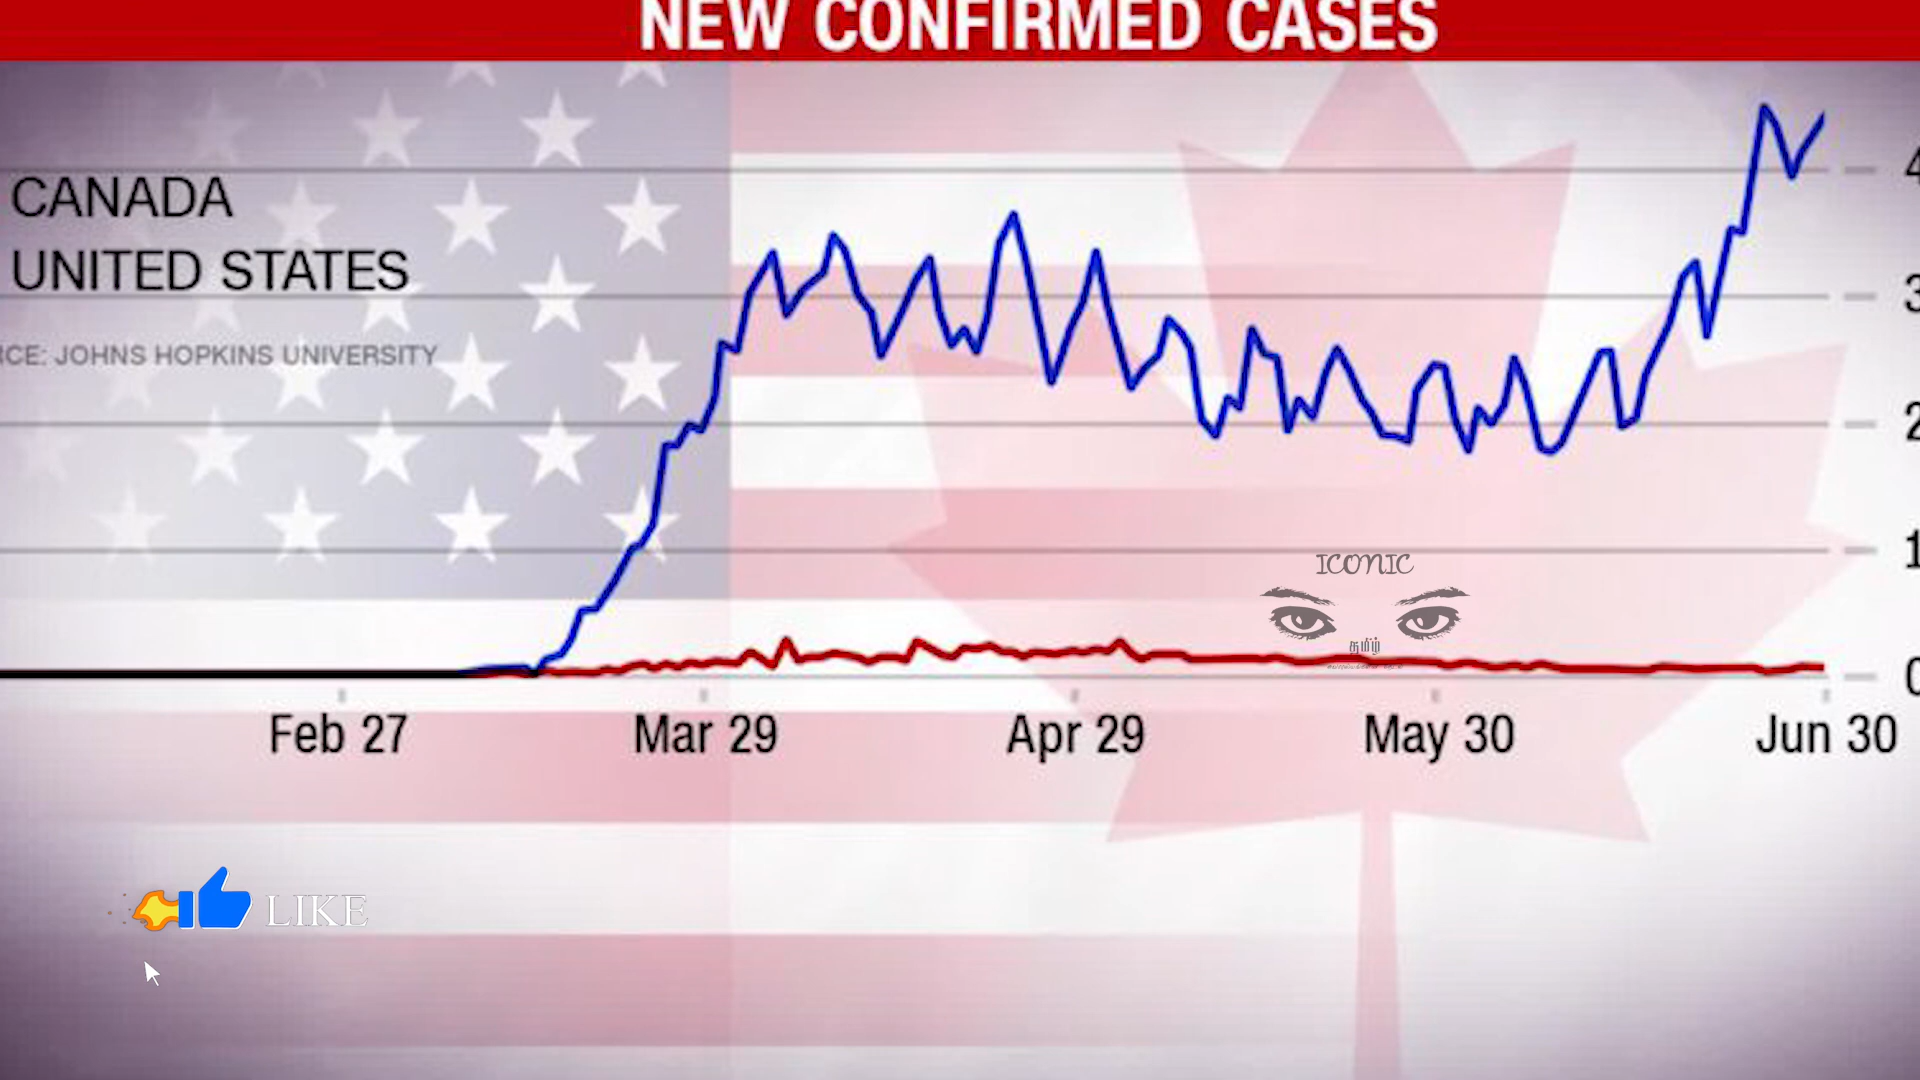 NEW CONFIRMED CASES
CANADA
UNITED STATES
RCE: JOHNS HOPKINS UNIVERSITY
4
3
2
1
0
Feb 27
Mar 29
Apr 29
May 30
Jun 30
ICONIC
தமிழ்
LIKE